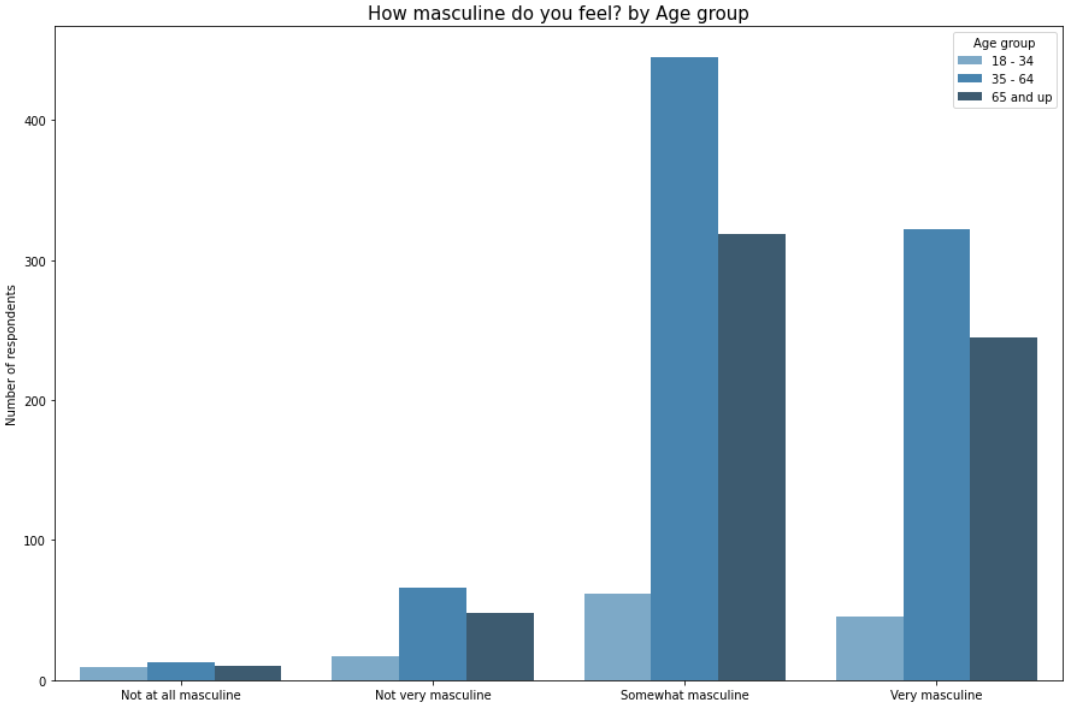 How masculine do you feel? by Age group
Age group
18 - 34
35 - 64
65 and up
Number of respondents
400
300
200
100
0
Not at all masculine
Not very masculine
Somewhat masculine
Very masculine